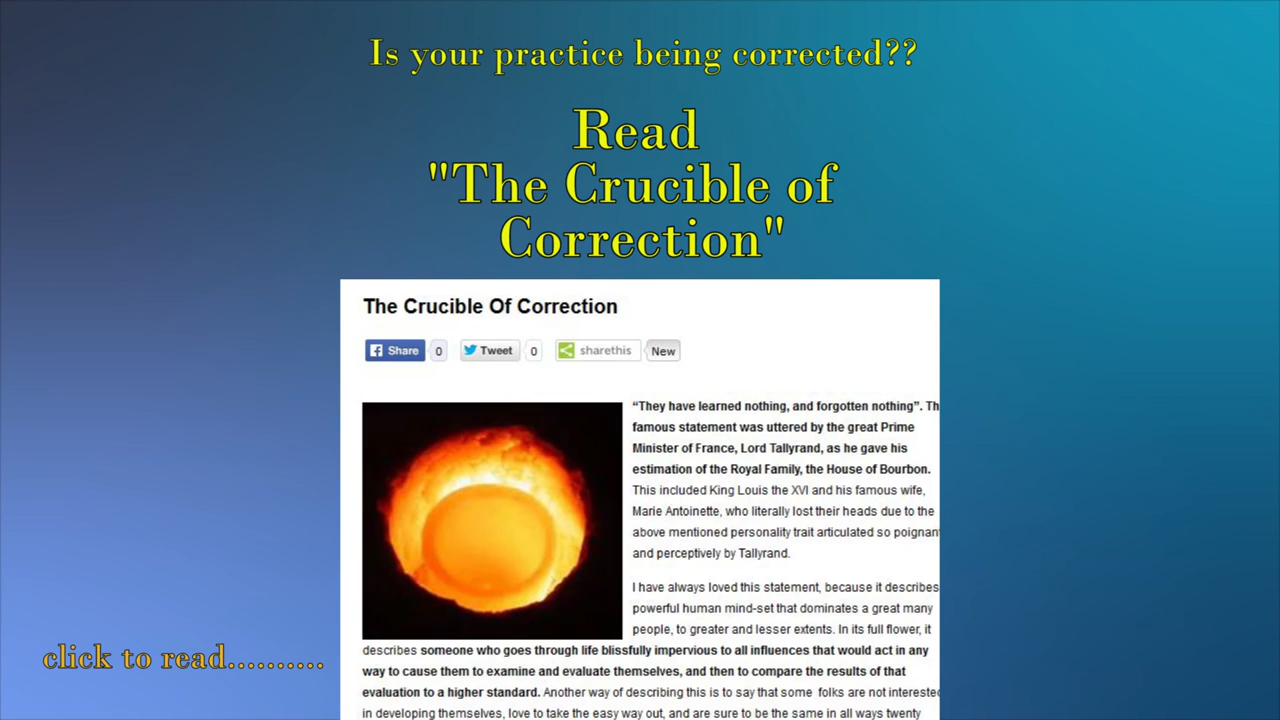 Is your practice being corrected??
Read
"The Crucible of
Correction"
The Crucible Of Correction
Share 0 Tweet 0 sharethis New
“They have learned nothing, and forgotten nothing”. Th
famous statement was uttered by the great Prime
Minister of France, Lord Tallyrand, as he gave his
estimation of the Royal Family, the House of Bourbon.
This included King Louis the XVI and his famous wife,
Marie Antoinette, who literally lost their heads due to the
above mentioned personality trait articulated so poignan
and perceptively by Tallyrand.
I have always loved this statement, because it describes
powerful human mind-set that dominates a great many
people, to greater and lesser extents. In its full flower, it
describes someone who goes through life blissfully impervious to all influences that would act in any
way to cause them to examine and evaluate themselves, and then to compare the results of that
evaluation to a higher standard. Another way of describing this is to say that some folks are not interested
in developing themselves, love to take the easy way out, and are sure to be the same in all ways twenty
click to read..........